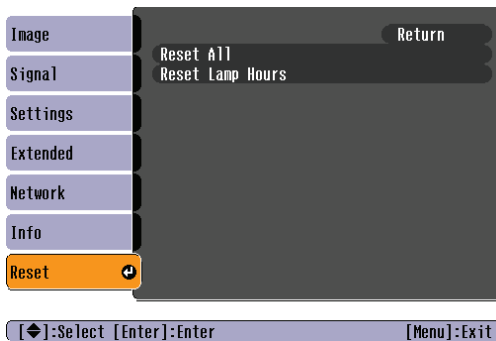 Image
Signal
Settings
Extended
Network
Info
Reset
Return
Reset All
Reset Lamp Hours
[◆]:Select [Enter]:Enter [Menu]:Exit